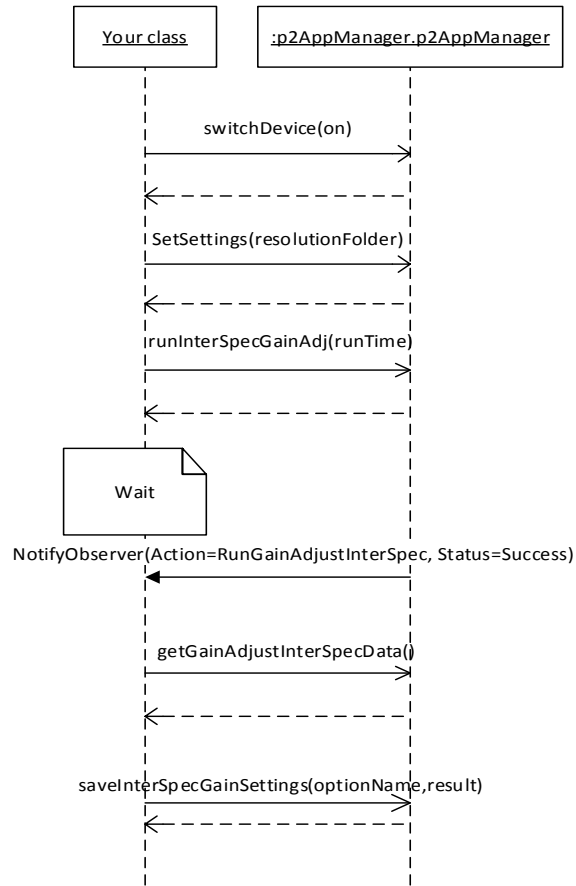 Your class
:p2AppManager.p2AppManager
switchDevice(on)
SetSettings(resolutionFolder)
runInterSpecGainAdj(runTime)
Wait
NotifyObserver(Action=RunGainAdjustInterSpec, Status=Success)
getGainAdjustInterSpecData()
saveInterSpecGainSettings(optionName,result)